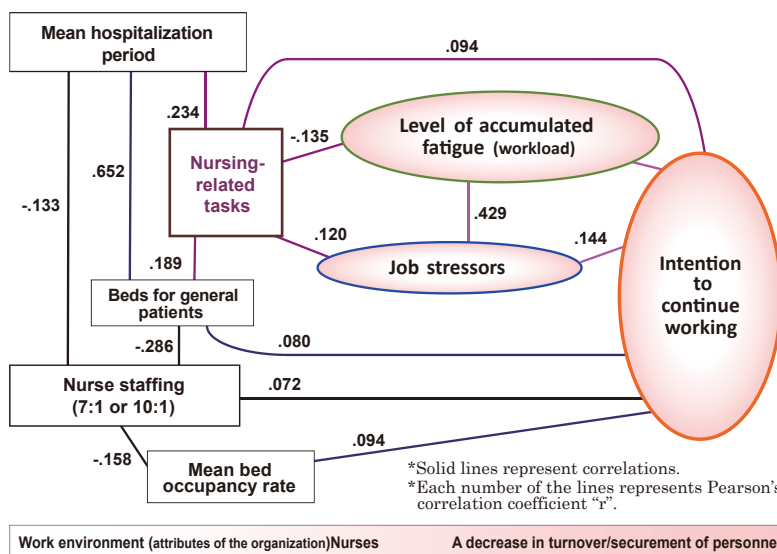 Mean hospitalization
period
.094
.234
-.135
Level of accumulated
fatigue (workload)
Nursing-
related
tasks
.652
-.133
.429
.120
.144
Job stressors
Intention
to
continue
working
.189
Beds for general
patients
-.286
.080
Nurse staffing
(7:1 or 10:1)
.072
-.158
.094
Mean bed
occupancy rate
*Solid lines represent correlations.
*Each number of the lines represents Pearson's
correlation coefficient “r”.
Work environment (attributes of the organization)Nurses
A decrease in turnover/securement of personne